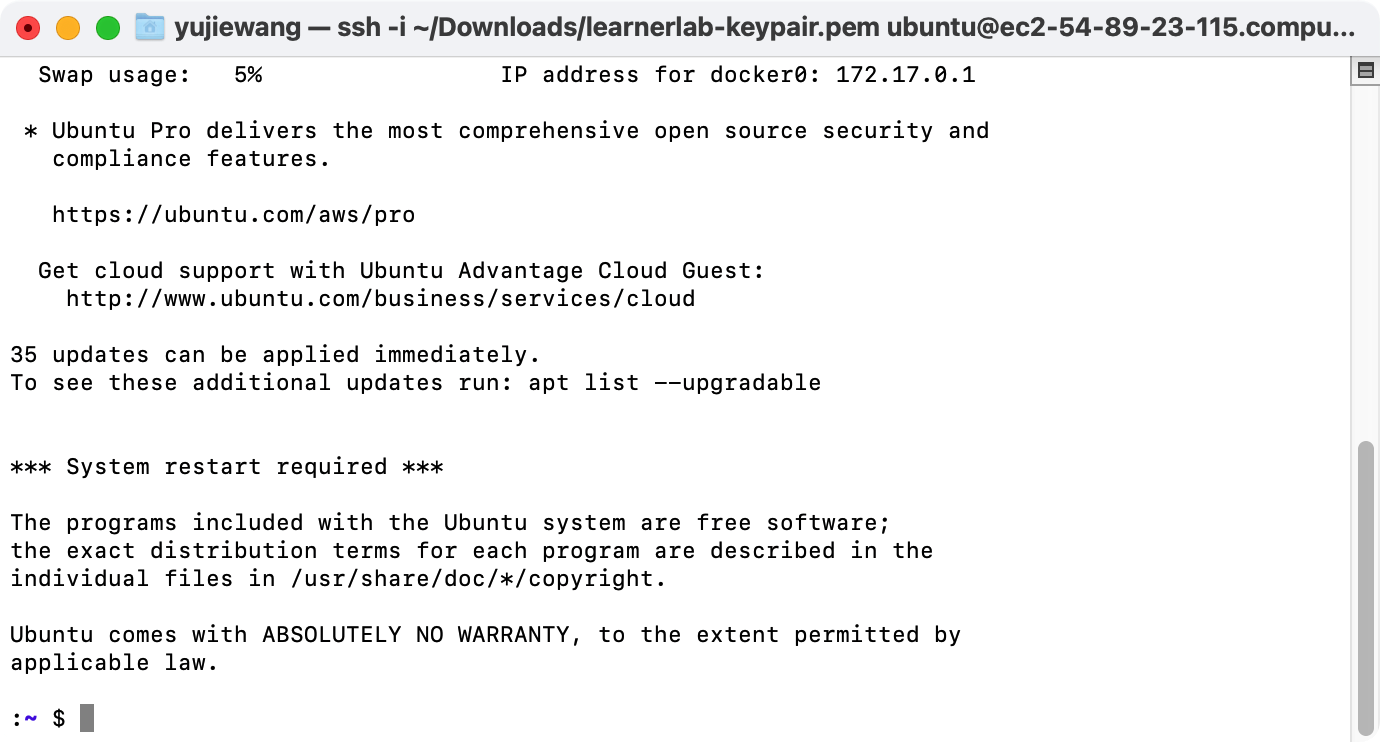 yujiewang — ssh -i ~/Downloads/learnerlab-keypair.pem ubuntu@ec2-54-89-23-115.compu...
Swap usage:   5%                 IP address for docker0: 172.17.0.1
* Ubuntu Pro delivers the most comprehensive open source security and
compliance features.
https://ubuntu.com/aws/pro
Get cloud support with Ubuntu Advantage Cloud Guest:
http://www.ubuntu.com/business/services/cloud
35 updates can be applied immediately.
To see these additional updates run: apt list --upgradable
*** System restart required ***
The programs included with the Ubuntu system are free software;
the exact distribution terms for each program are described in the
individual files in /usr/share/doc/*/copyright.
Ubuntu comes with ABSOLUTELY NO WARRANTY, to the extent permitted by
applicable law.
:~ $